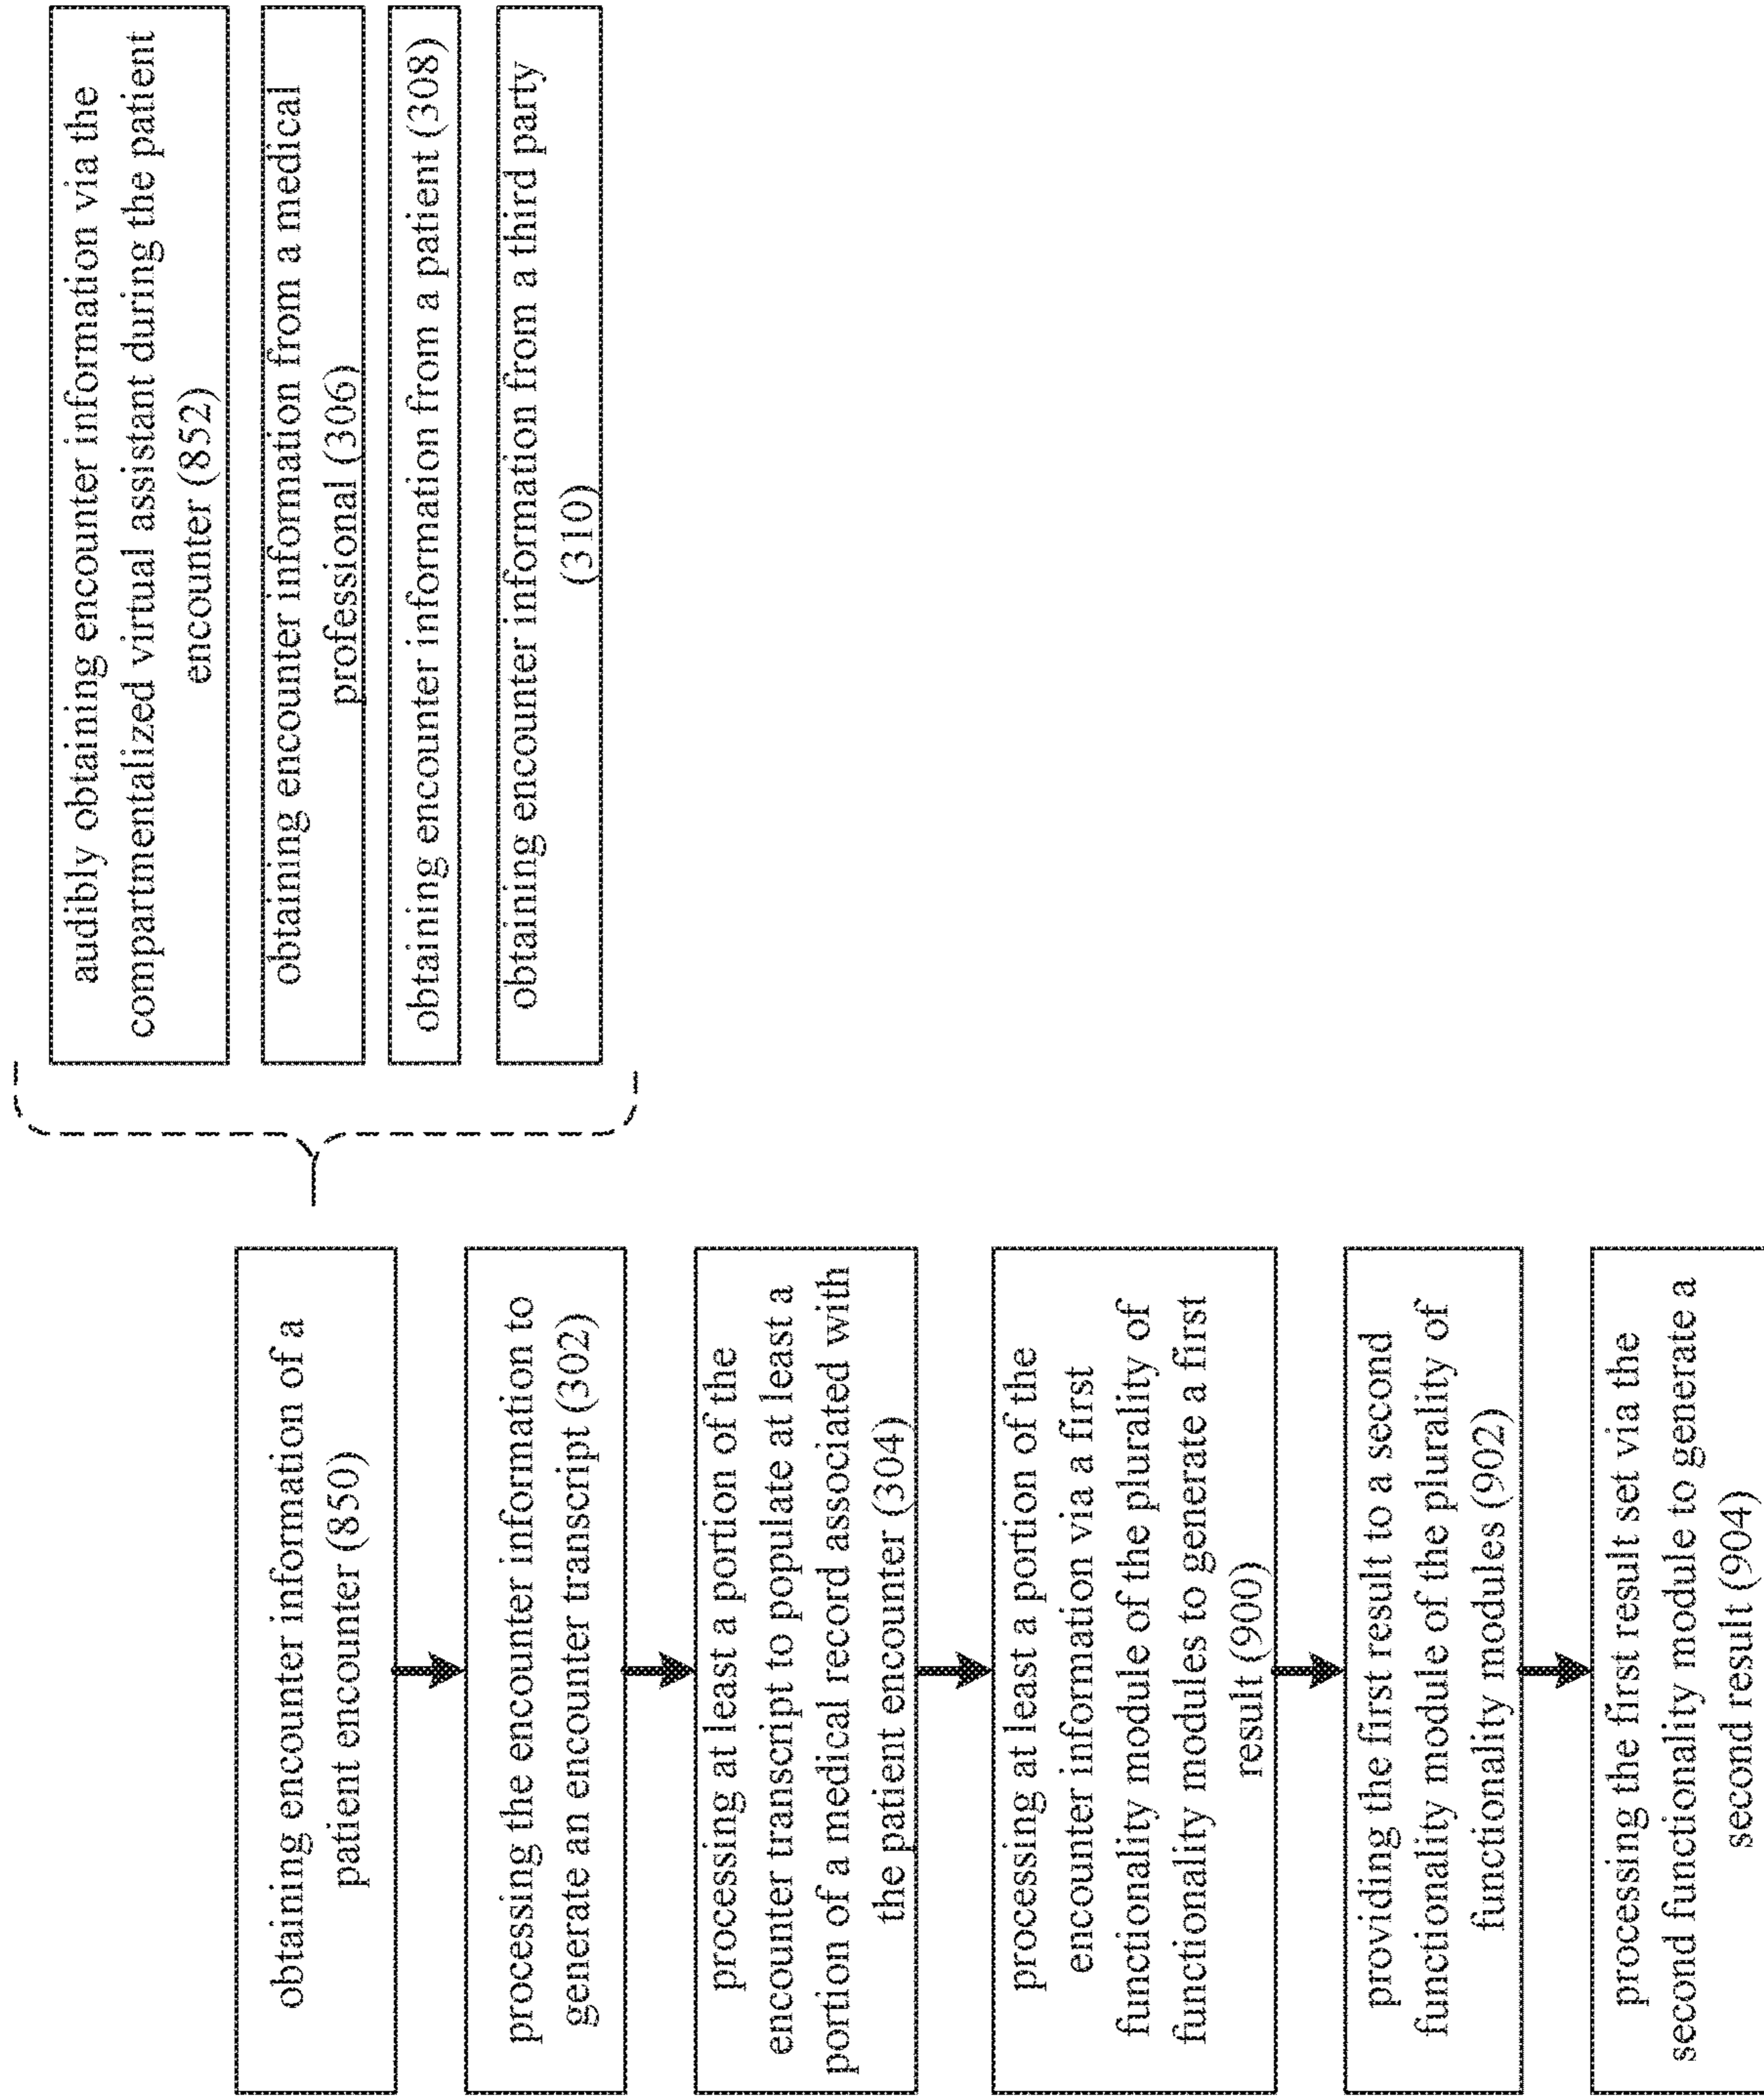 obtaining encounter information of a
patient encounter (850)
processing the encounter information to
generate an encounter transcript (302)
processing at least a portion of the
encounter transcript to populate at least a
portion of a medical record associated with
the patient encounter (304)
processing at least a portion of the
encounter information via a first
functionality module of the plurality of
functionality modules to generate a first
result (900)
providing the first result to a second
functionality module of the plurality of
functionality modules (902)
processing the first result set via the
second functionality module to generate a
second result (904)
audibly obtaining encounter information via the
compartmentalized virtual assistant during the patient
encounter (852)
obtaining encounter information from a medical
professional (306)
obtaining encounter information from a patient (308)
obtaining encounter information from a third party
(310)